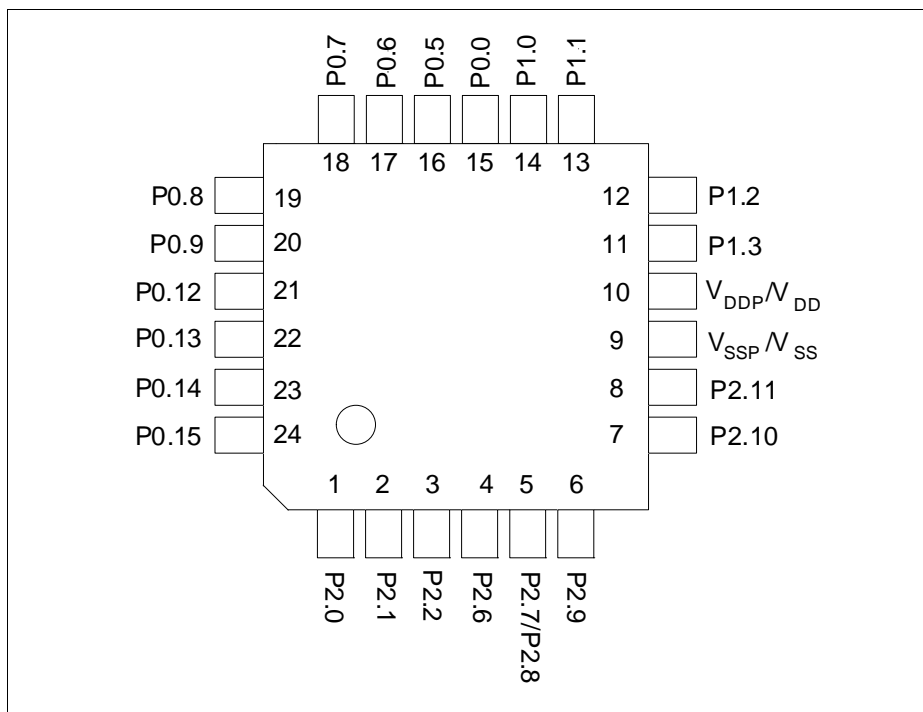 P0.7 P0.6 P0.5 P0.0 P1.0 P1.1
18 17 16 15 14 13
P0.8 19 12 P1.2
P0.9 20 11 P1.3
P0.12 21 10 VDDP/VDD
P0.13 22 9 VSSP/VSS
P0.14 23 8 P2.11
P0.15 24 7 P2.10
1 2 3 4 5 6
P2.0 P2.1 P2.2 P2.6 P2.7/P2.8 P2.9